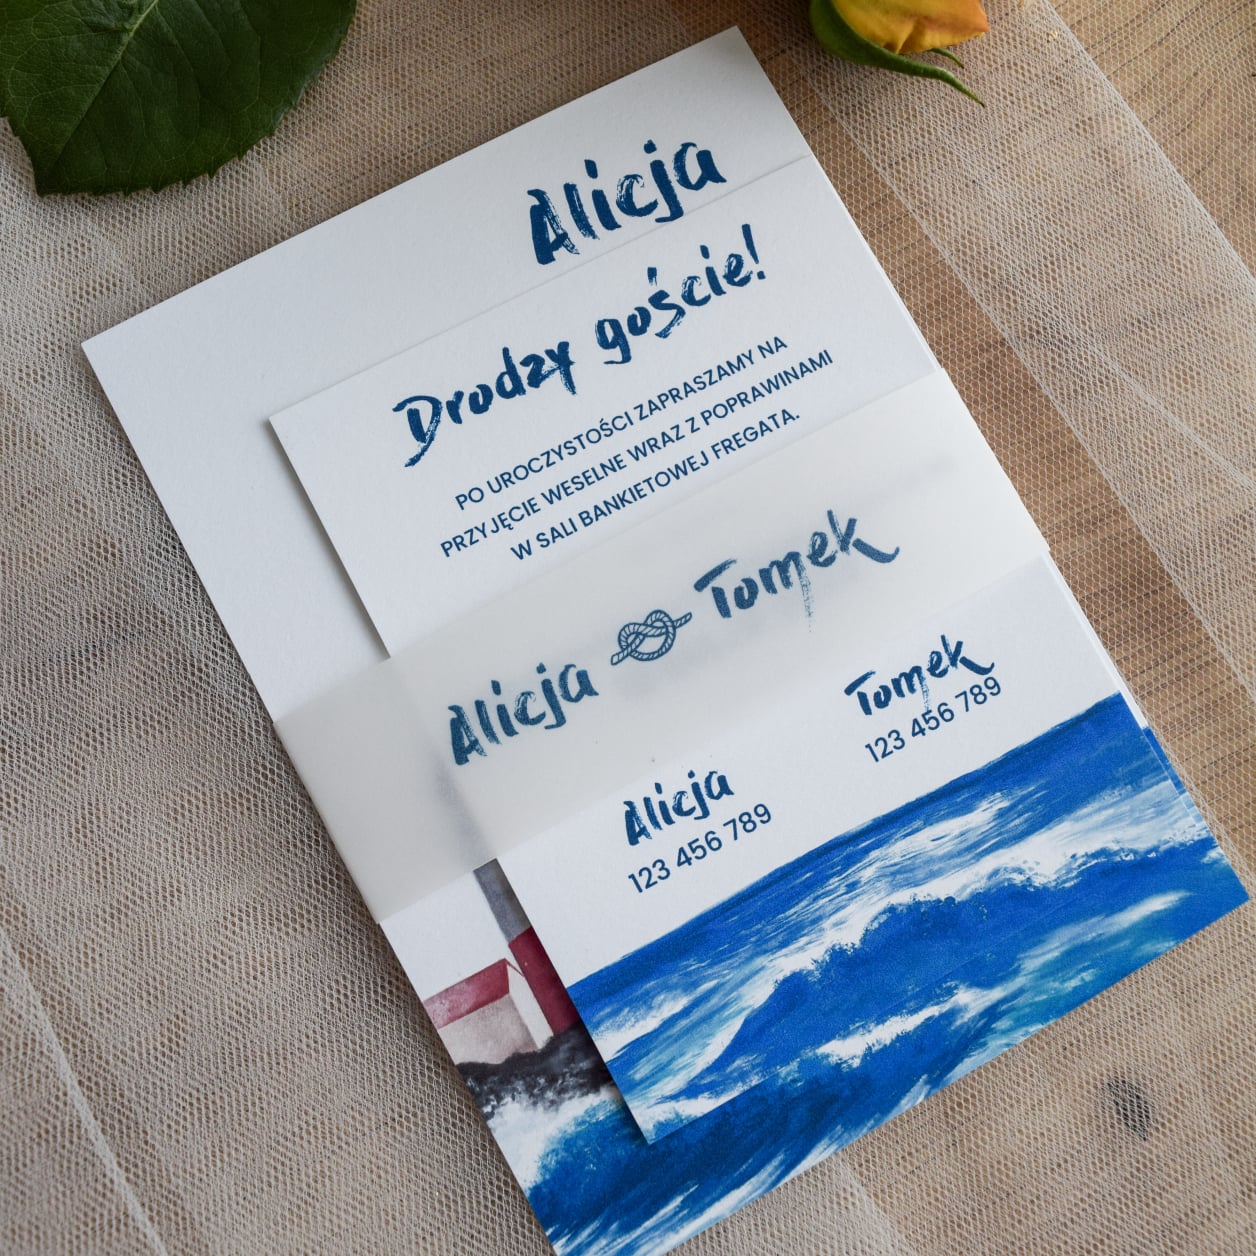 Alicja
Drodzy goście!
PO UROCZYSTOŚCI ZAPRASZAMY NA
PRZYJĘCIE WESELNE WRAZ Z POPRAWINAMI
W SALI BANKIETOWEJ FREGATA.
Alicja Tomek
Tomek
123 456 789
Alicja
123 456 789